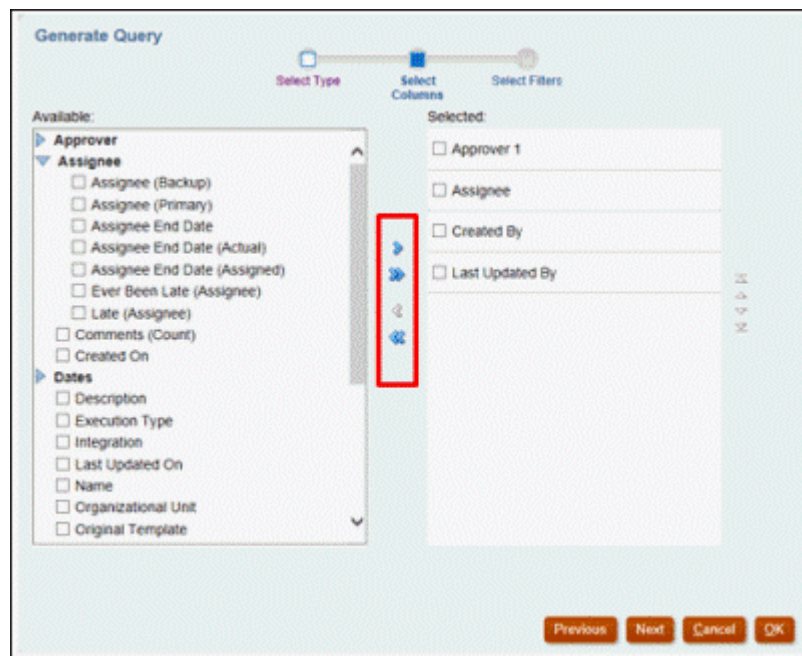 Generate Query
Select Type
Select Columns
Select Filters
Available:
Selected:
Approver
Assignee
Assignee (Backup)
Assignee (Primary)
Assignee End Date
Assignee End Date (Actual)
Assignee End Date (Assigned)
Ever Been Late (Assignee)
Late (Assignee)
Comments (Count)
Created On
Dates
Description
Execution Type
Integration
Last Updated On
Name
Organizational Unit
Original Template
Approver 1
Assignee
Created By
Last Updated By
Previous
Next
Cancel
OK